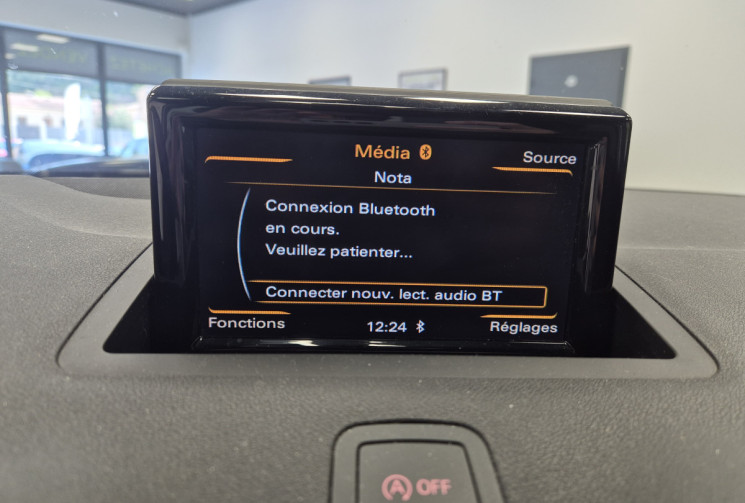 Média
Source
Nota
Connexion Bluetooth
en cours.
Veuillez patienter...
Connecter nouv. lect. audio BT
Fonctions
12:24
Réglages
A OFF